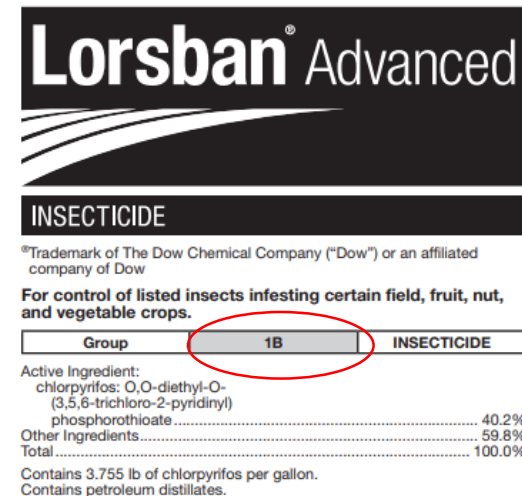 Lorsban® Advanced
INSECTICIDE
®Trademark of The Dow Chemical Company ("Dow") or an affiliated
company of Dow
For control of listed insects infesting certain field, fruit, nut,
and vegetable crops.
Group 1B INSECTICIDE
Active Ingredient:
chlorpyrifos: O,O-diethyl-O-
(3,5,6-trichloro-2-pyridinyl)
phosphorothioate.................................................................. 40.2%
Other Ingredients......................................................................... 59.8%
Total............................................................................................. 100.0%
Contains 3.755 lb of chlorpyrifos per gallon.
Contains petroleum distillates.